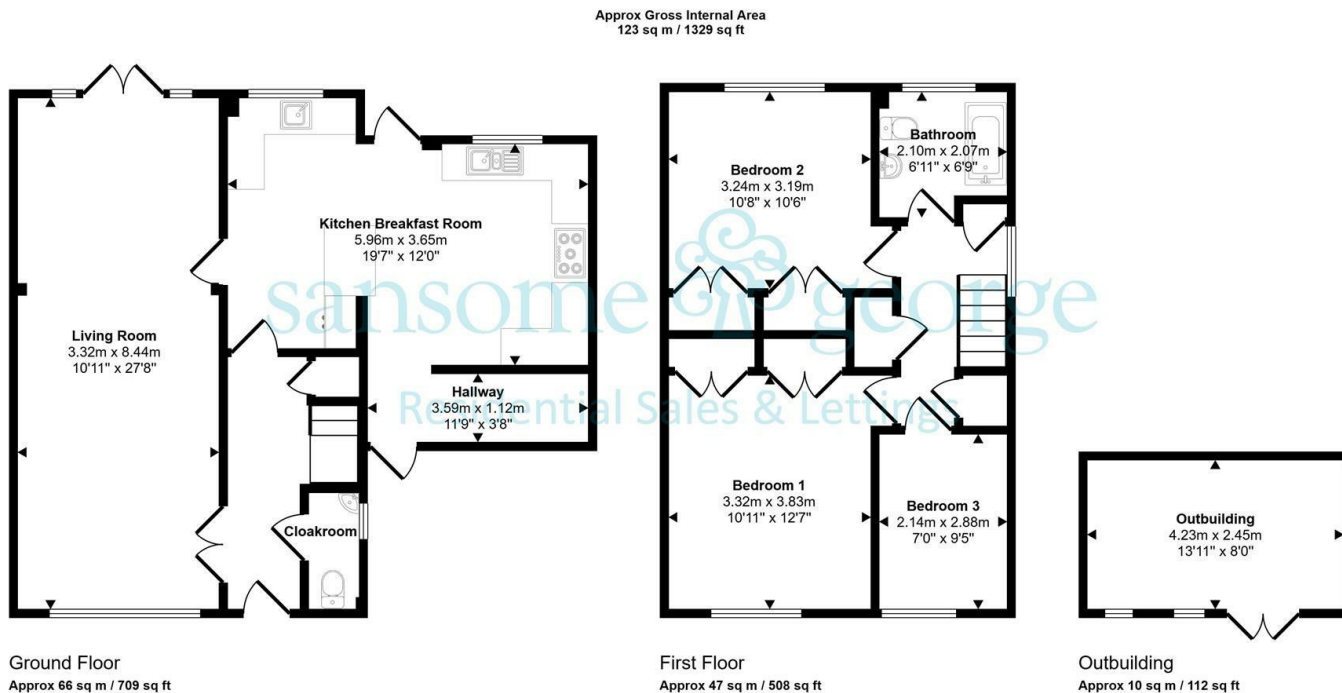 Approx Gross Internal Area
123 sq m / 1329 sq ft
Living Room
3.32m x 8.44m
10'11" x 27'8"
Kitchen Breakfast Room
5.96m x 3.65m
19'7" x 12'0"
Hallway
3.59m x 1.12m
11'9" x 3'8"
Cloakroom
Ground Floor
Approx 66 sq m / 709 sq ft
Bedroom 2
3.24m x 3.19m
10'8" x 10'6"
Bathroom
2.10m x 2.07m
6'11" x 6'9"
Bedroom 1
3.32m x 3.83m
10'11" x 12'7"
Bedroom 3
2.14m x 2.88m
7'0" x 9'5"
First Floor
Approx 47 sq m / 508 sq ft
Outbuilding
4.23m x 2.45m
13'11" x 8'0"
Outbuilding
Approx 10 sq m / 112 sq ft
sansome george
Residential Sales & Lettings